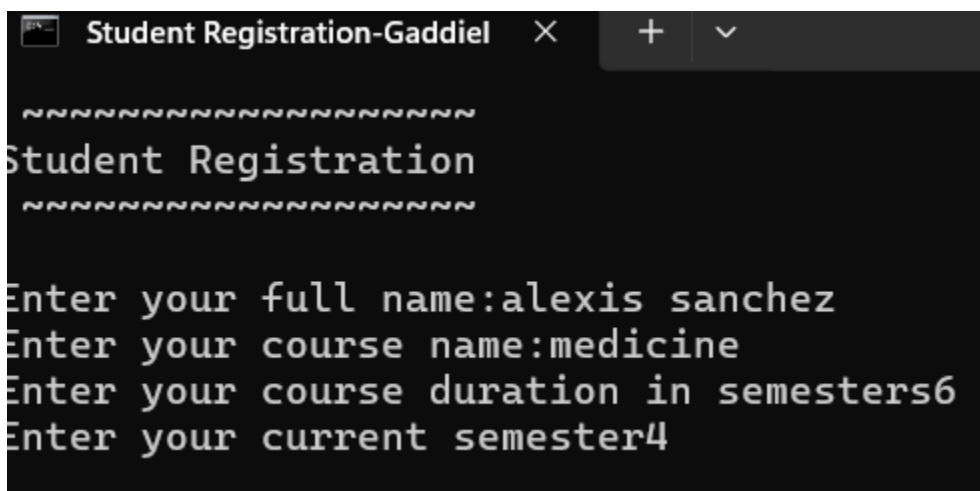 Student Registration-Gaddiel
~~~~~~~~~~~~~~~~~~~
Student Registration
~~~~~~~~~~~~~~~~~~~
Enter your full name:alexis sanchez
Enter your course name:medicine
Enter your course duration in semesters6
Enter your current semester4